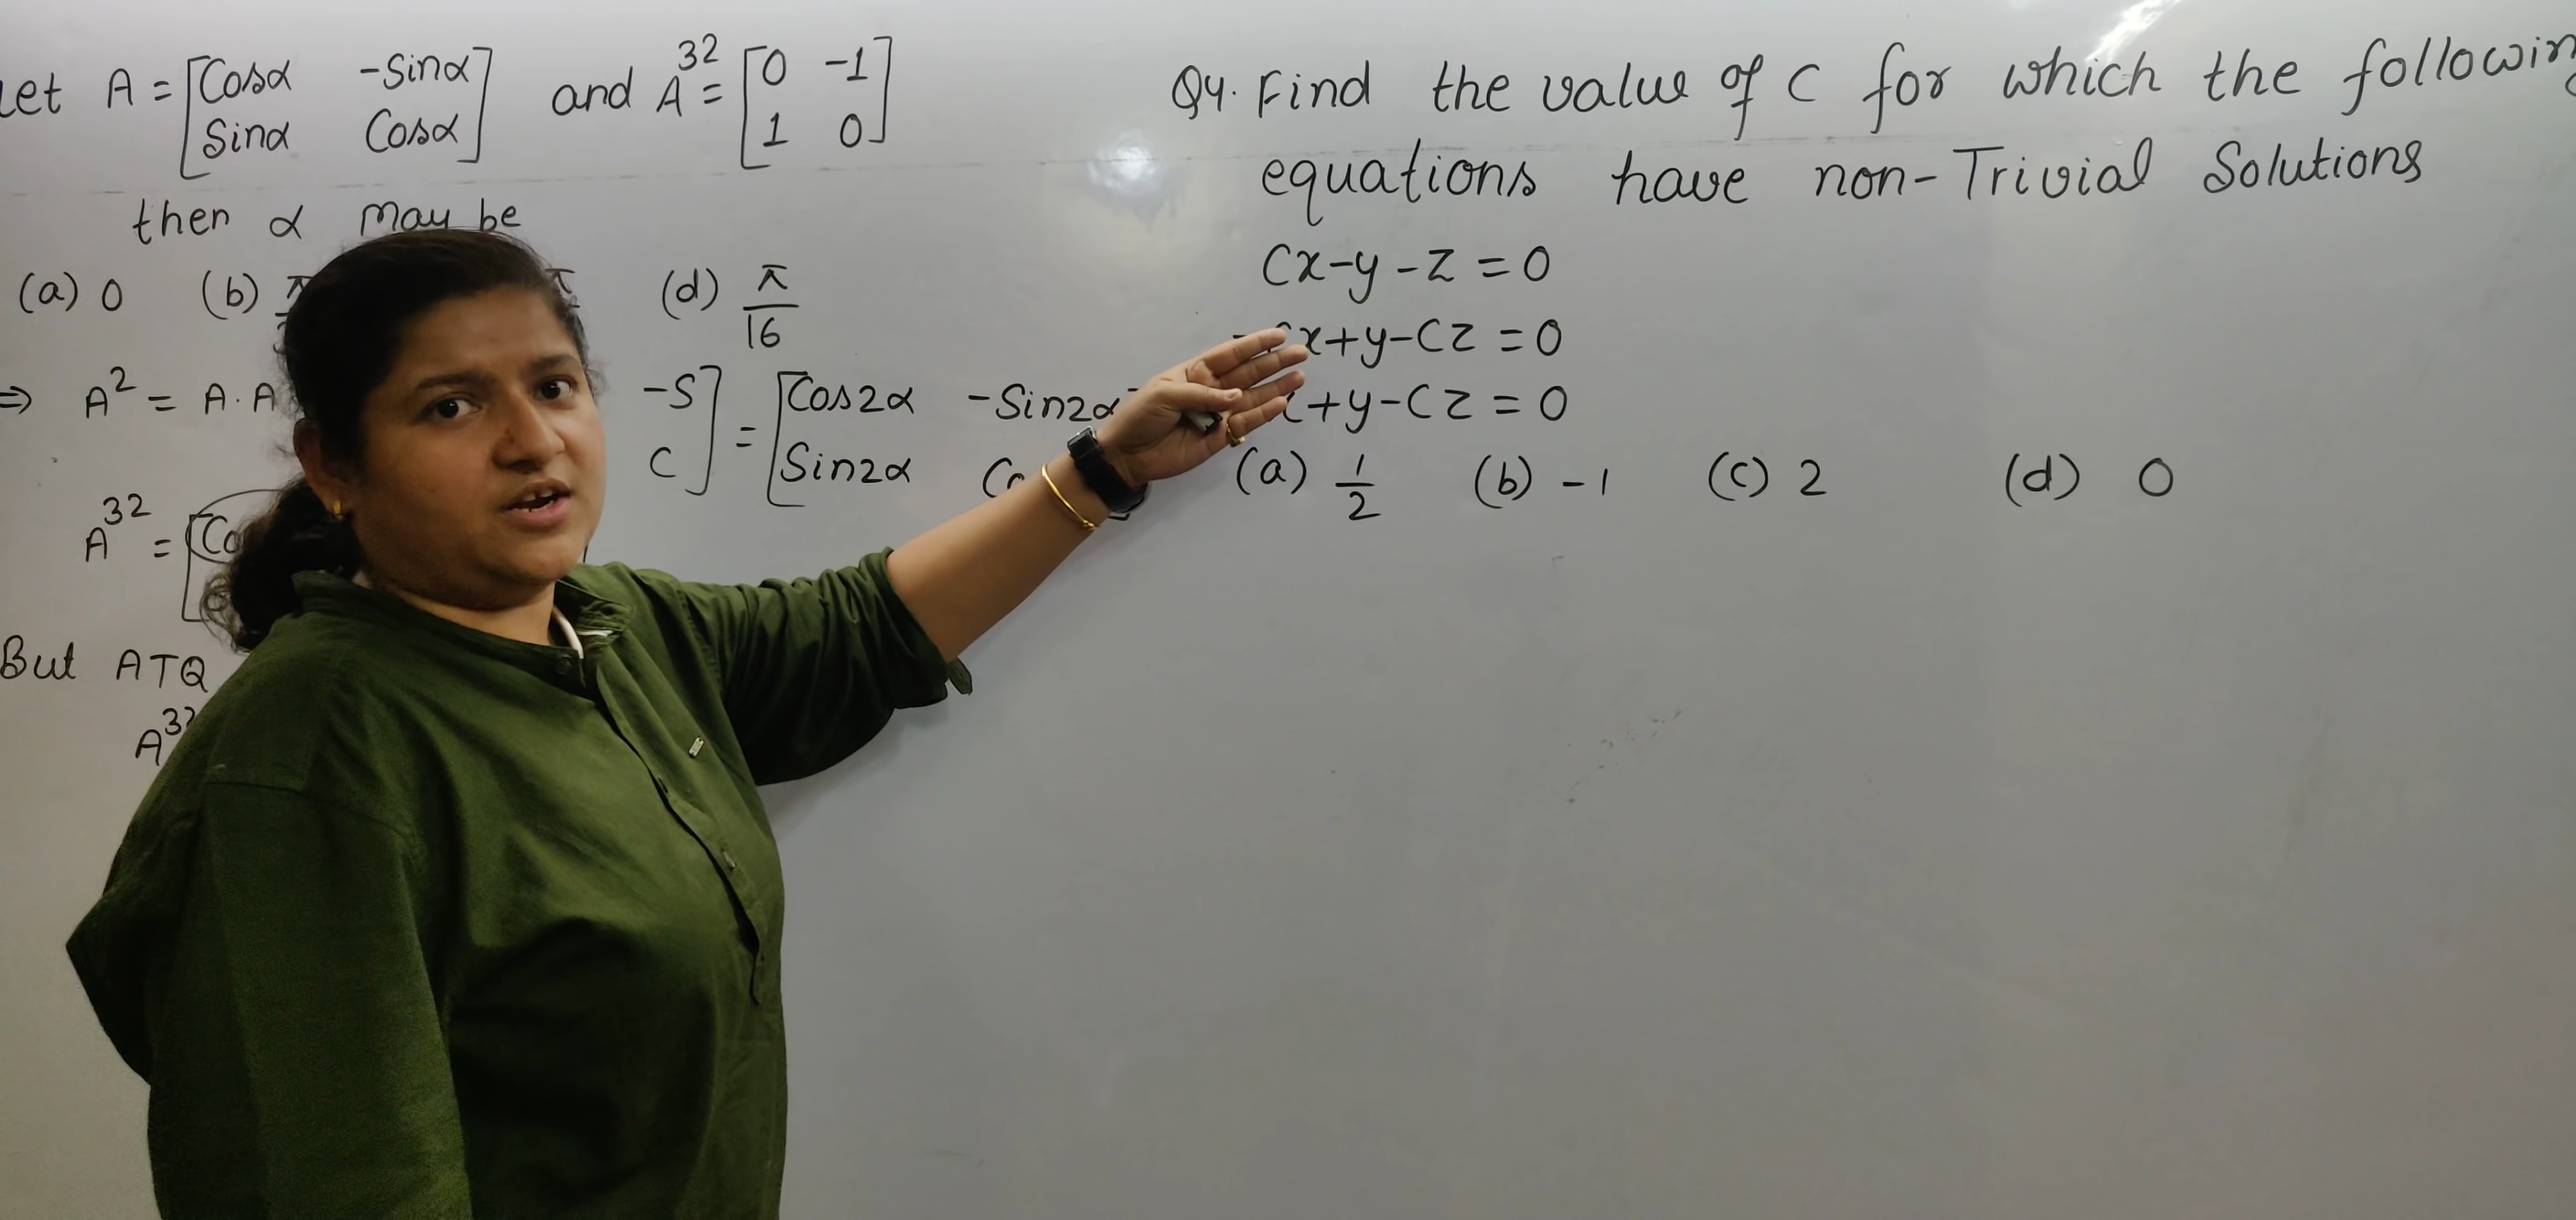 Let A = [Cosα -Sinα and A^32 = [0 -1
Sinα Cosα] 1 0]
then α may be
(a) 0 (b) (d) π/16
⇒ A^2 = A.A -S C] = [Cos2α -Sin2α
Sin2α
A^32 =
But ATQ
Q4. Find the value of C for which the
equations have non-Trivial Solutions
Cx-y-z=0
x+y-Cz=0
+y-Cz=0
(a) 1/2 (b) -1 (c) 2 (d) 0